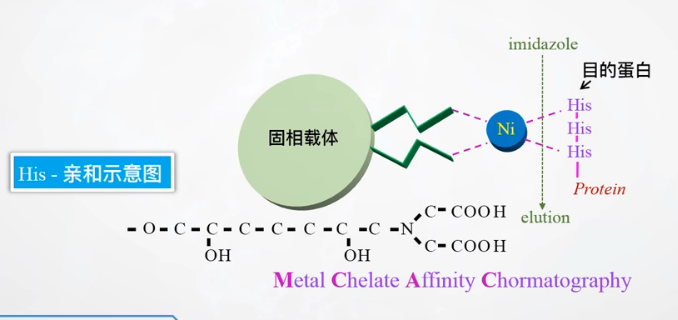 imidazole
目的蛋白
His
固相载体
Ni
His
His
His - 亲和示意图
Protein
elution
C - COOH
- O - C - C - C - C - C - C - C - N
OH
OH
C - COOH
Metal Chelate Affinity Chormatography